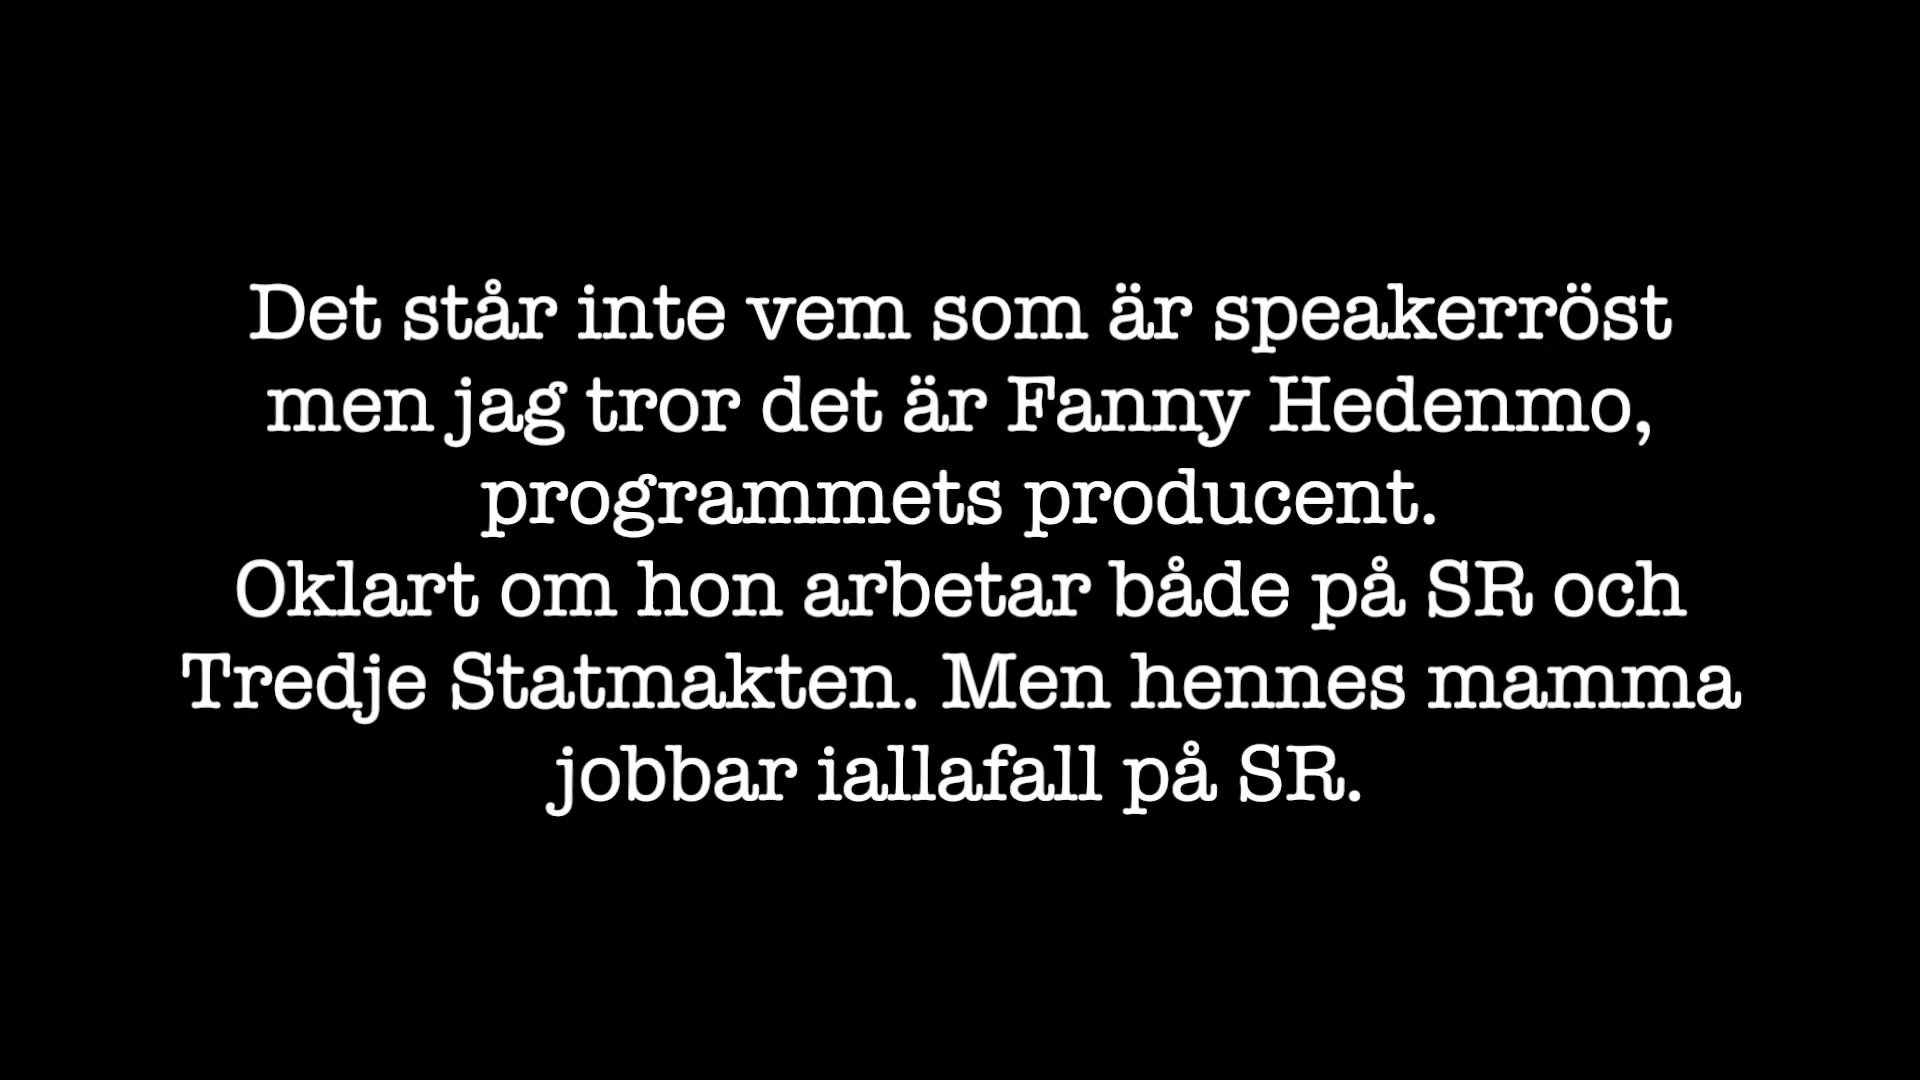 Det står inte vem som är speakerröst
men jag tror det är Fanny Hedenmo,
programmets producent.
Oklart om hon arbetar både på SR och
Tredje Statmakten. Men hennes mamma
jobbar iallafall på SR.